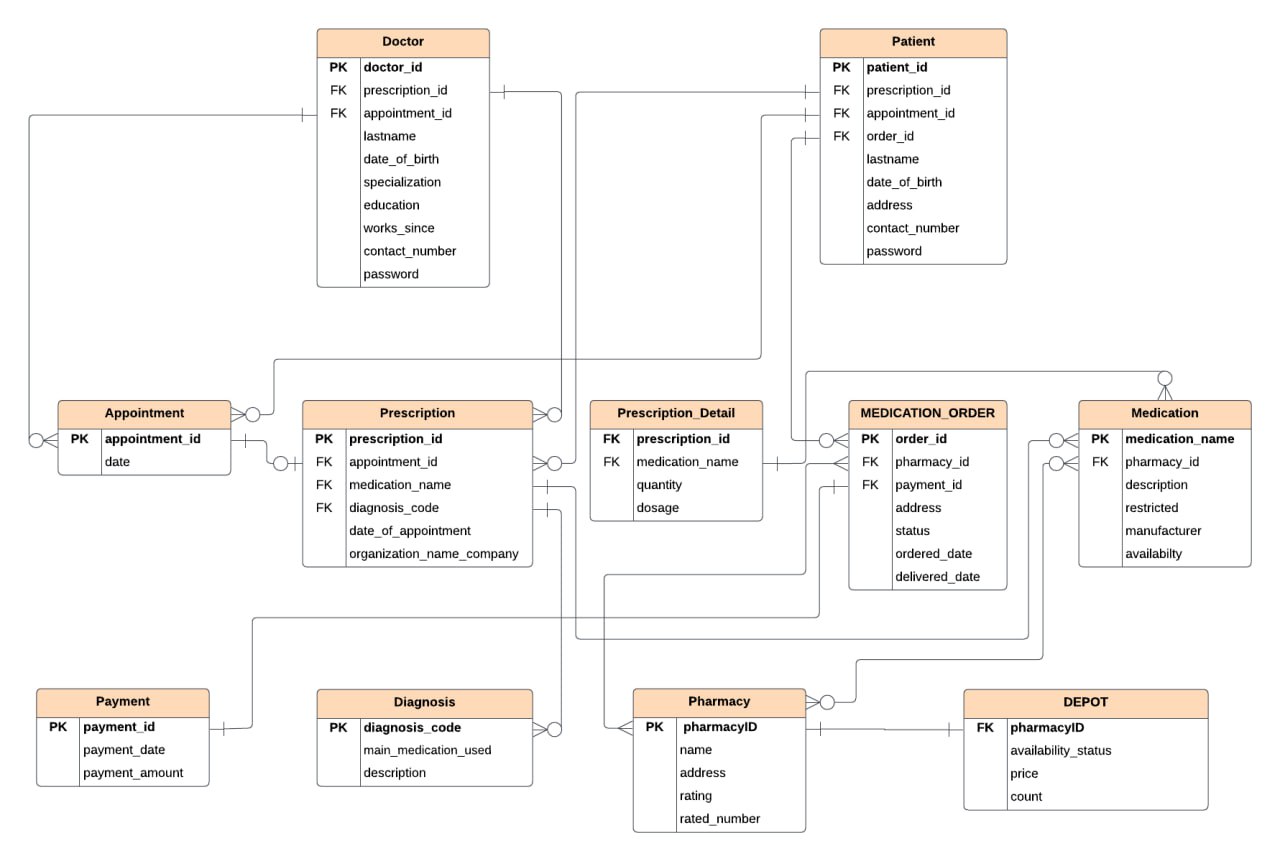 Doctor
PK doctor_id
FK prescription_id
FK appointment_id
lastname
date_of_birth
specialization
education
works_since
contact_number
password
Patient
PK patient_id
FK prescription_id
FK appointment_id
FK order_id
lastname
date_of_birth
address
contact_number
password
Appointment
PK appointment_id
date
Prescription
PK prescription_id
FK appointment_id
FK medication_name
FK diagnosis_code
date_of_appointment
organization_name_company
Prescription_Detail
FK prescription_id
FK medication_name
quantity
dosage
MEDICATION_ORDER
PK order_id
FK pharmacy_id
FK payment_id
address
status
ordered_date
delivered_date
Medication
PK medication_name
FK pharmacy_id
description
restricted
manufacturer
availabilty
Payment
PK payment_id
payment_date
payment_amount
Diagnosis
PK diagnosis_code
main_medication_used
description
Pharmacy
PK pharmacyID
name
address
rating
rated_number
DEPOT
FK pharmacyID
availability_status
price
count